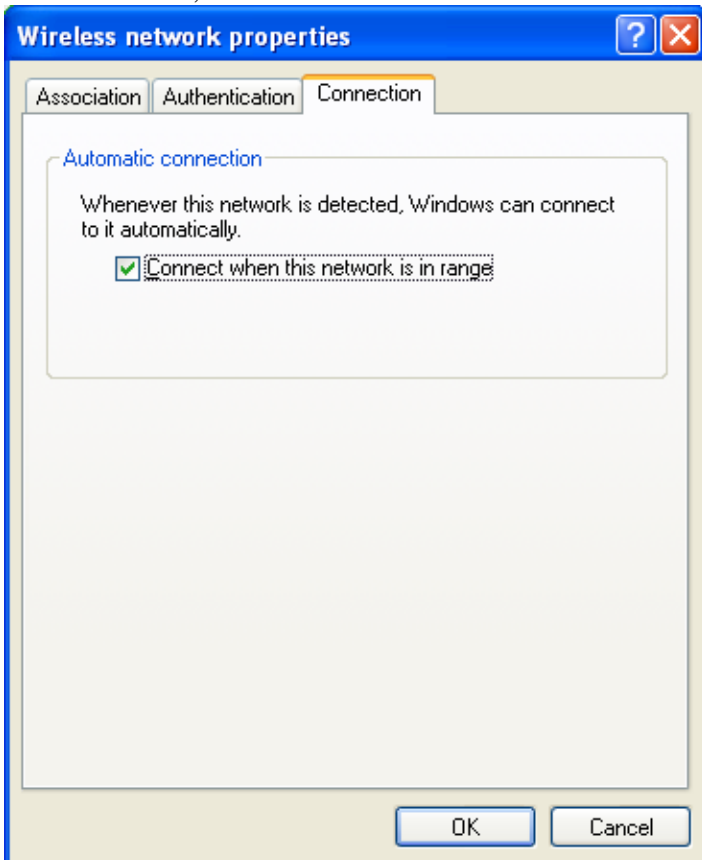 Wireless network properties
Association Authentication Connection
Automatic connection
Whenever this network is detected, Windows can connect
to it automatically.
Connect when this network is in range
OK Cancel